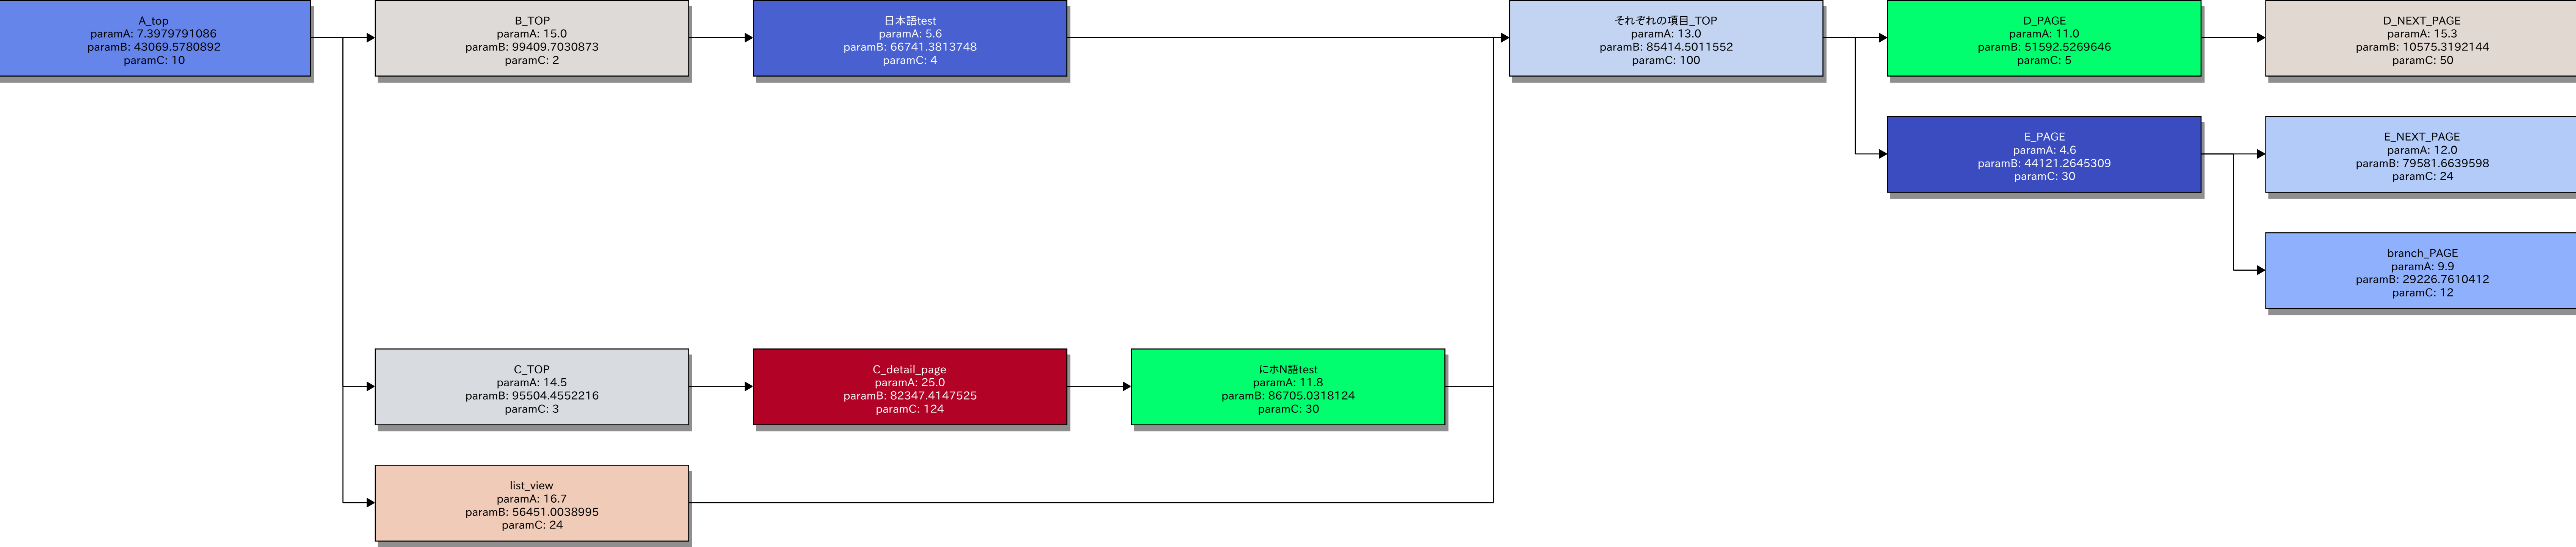 A_top
paramA: 7.3979791086
paramB: 43069.5780892
paramC: 10
B_TOP
paramA: 15.0
paramB: 99409.7030873
paramC: 2
日本語test
paramA: 5.6
paramB: 66741.3813748
paramC: 4
それぞれの項目_TOP
paramA: 13.0
paramB: 85414.5011552
paramC: 100
D_PAGE
paramA: 11.0
paramB: 51592.5269646
paramC: 5
D_NEXT_PAGE
paramA: 15.3
paramB: 10575.3192144
paramC: 50
E_PAGE
paramA: 4.6
paramB: 44121.2645309
paramC: 30
E_NEXT_PAGE
paramA: 12.0
paramB: 79581.6639598
paramC: 24
branch_PAGE
paramA: 9.9
paramB: 29226.7610412
paramC: 12
C_TOP
paramA: 14.5
paramB: 95504.4552216
paramC: 3
C_detail_page
paramA: 25.0
paramB: 82347.4147525
paramC: 124
にホN語test
paramA: 11.8
paramB: 86705.0318124
paramC: 30
list_view
paramA: 16.7
paramB: 56451.0038995
paramC: 24